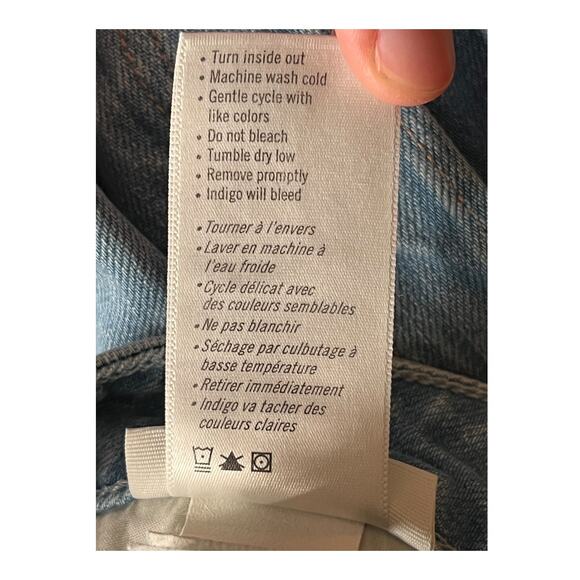 • Turn inside out
• Machine wash cold
• Gentle cycle with
like colors
• Do not bleach
• Tumble dry low
• Remove promptly
• Indigo will bleed
• Tourner à l'envers
• Laver en machine à
l'eau froide
• Cycle délicat avec
des couleurs semblables
• Ne pas blanchir
• Séchage par culbutage à
basse température
• Retirer immédiatement
• Indigo va tacher des
couleurs claires